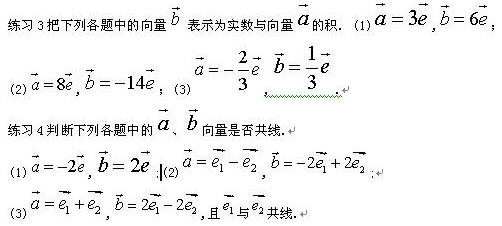 练习3把下列各题中的向量 $\vec{b}$ 表示为实数与向量 $\vec{a}$ 的积. (1) $\vec{a}=3\vec{e}$, $\vec{b}=6\vec{e}$;
(2) $\vec{a}=8\vec{e}$, $\vec{b}=-14\vec{e}$; (3) $\vec{a}=-\frac{2}{3}\vec{e}$, $\vec{b}=\frac{1}{3}\vec{e}$.
练习4判断下列各题中的 $\vec{a}$、$\vec{b}$ 向量是否共线.
(1) $\vec{a}=-2\vec{e}$, $\vec{b}=2\vec{e}$;(2) $\vec{a}=\vec{e_1}-\vec{e_2}$, $\vec{b}=-2\vec{e_1}+2\vec{e_2}$;
(3) $\vec{a}=\vec{e_1}+\vec{e_2}$, $\vec{b}=2\vec{e_1}-2\vec{e_2}$,且 $\vec{e_1}$ 与 $\vec{e_2}$ 共线.